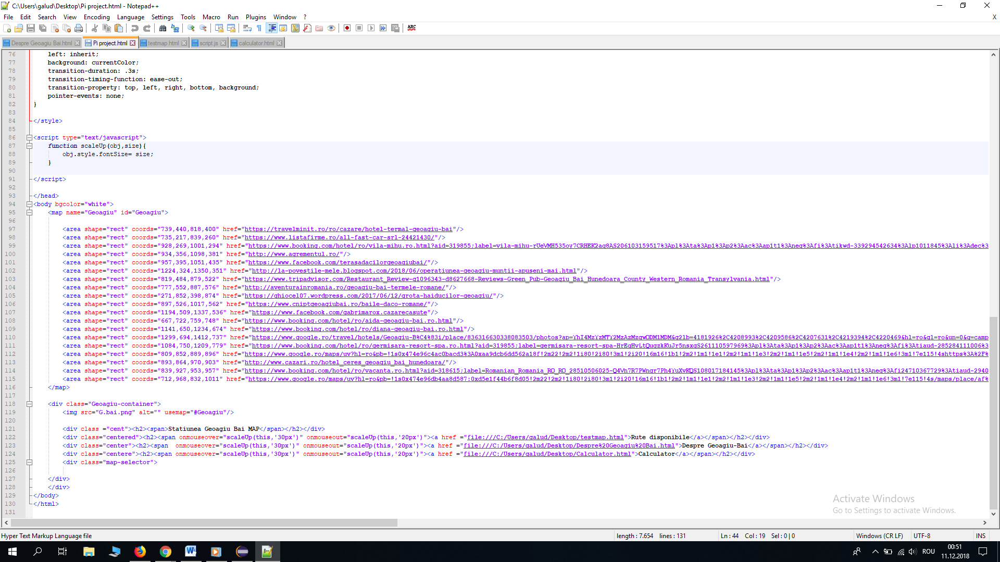 C:\Users\galud\Desktop\Pi project.html - Notepad++
File Edit Search View Encoding Language Settings Tools Macro Run Plugins Window ? X
Despre Geoagiu Bai.html Pi project.html testmap.html script.js calculator.html
76 left: inherit;
77 background: currentColor;
78 transition-duration: .3s;
79 transition-timing-function: ease-out;
80 transition-property: top, left, right, bottom, background;
81 pointer-events: none;
82 }
83
84 </style>
85
86 <script type="text/javascript">
87 function scaleUp(obj,size){
88 obj.style.fontSize= size;
89 }
90
91 </script>
92
93 </head>
94 <body bgcolor="white">
95 <map name="Geoagiu" id="Geoagiu">
96
97 <area shape="rect" coords="739,440,818,400" href="https://travelminit.ro/ro/cazare/hotel-termal-geoagiu-bai"/>
98 <area shape="rect" coords="735,217,839,260" href="https://www.listafirme.ro/all-fast-car-srl-24421430/"/>
99 <area shape="rect" coords="928,269,1001,294" href="https://www.booking.com/hotel/ro/vila-mihu.ro.html?aid=319855;label=vila-mihu-rUeVMH535oy7CRHEK2aq8AS206103159517%3Apl%3Ata%3Ap1%3Ap2%3Aac%3Aap1t1%3Aneg%3Afi%3Atikwd-339294542634%3Alp1011845%3Ali%3Adec%3
100 <area shape="rect" coords="934,356,1098,381" href="http://www.agrementul.ro/"/>
101 <area shape="rect" coords="957,395,1051,435" href="https://www.facebook.com/terasadacilorgeoagiubai/"/>
102 <area shape="rect" coords="1224,324,1350,351" href="http://la-povestile-mele.blogspot.com/2018/06/operatiunea-geoagiu-muntii-apuseni-mai.html"/>
103 <area shape="rect" coords="819,484,879,522" href="https://www.tripadvisor.com/Restaurant_Review-g1096343-d8627668-Reviews-Green_Pub-Geoagiu_Bai_Hunedoara_County_Western_Romania_Transylvania.html"/>
104 <area shape="rect" coords="777,552,887,576" href="http://aventurainromania.ro/geoagiu-bai-termele-romane/"/>
105 <area shape="rect" coords="271,852,398,874" href="https://ghiocel07.wordpress.com/2017/06/12/grota-haiducilor-geoagiu/"/>
106 <area shape="rect" coords="897,526,1017,562" href="https://www.cniptgeoagiubai.ro/baile-daco-romane/"/>
107 <area shape="rect" coords="1194,509,1337,536" href="https://www.facebook.com/gabrimarox.cazarecasute"/>
108 <area shape="rect" coords="667,722,759,748" href="https://www.booking.com/hotel/ro/aida-geoagiu-bai.ro.html"/>
109 <area shape="rect" coords="1141,650,1234,674" href="https://www.booking.com/hotel/ro/diana-geoagiu-bai.ro.html"/>
110 <area shape="rect" coords="1299,694,1412,737" href="https://www.google.ro/travel/hotels/Geoagiu-B%C4%83i/place/836316630338083503/photos?ap=YhI4MzYzMTY2MzAzMzgwODM1MDM&g2lb=4181926%2C4208993%2C4209586%2C4207631%2C4219394%2C4220469&hl=ro&gl=ro&un=0&q=camp
111 <area shape="rect" coords="1084,750,1209,779" href="https://www.booking.com/hotel/ro/germisara-resort-spa.ro.html?aid=319855;label=germisara-resort-spa-HrEgHvLtQugzkKuJr5nsxgS261110597969%3Apl%3Ata%3Ap1%3Ap2%3Aac%3Aap1t1%3Aneg%3Afi%3Atiaud-285284111006%3
112 <area shape="rect" coords="809,852,889,896" href="https://www.google.ro/maps/uv?hl=ro&pb=!1s0x474e96c4ac0bacd3%3A0xaa9dcb6dd562a18f!2m22!2m2!1i80!2i80!3m1!2i20!16m16!1b1!2m2!1m1!1e1!2m2!1m1!1e3!2m2!1m1!1e5!2m2!1m1!1e4!2m2!1m1!1e6!3m1!7e115!4shttps%3A%2F%
113 <area shape="rect" coords="893,864,970,903" href="http://www.cazari.ro/hotel_ceres_geoagiu_bai_hunedoara/"/>
114 <area shape="rect" coords="839,927,953,957" href="https://www.booking.com/hotel/ro/vacanta.ro.html?aid=318615;label=Romanian_Romania_RO_RO_28510506025-Q4Vn7R7PWngr7Ph4YuXvKQS108017184145%3Apl%3Ata%3Ap1%3Ap2%3Aac%3Aap1t1%3Aneg%3Afi24710367729%3Atiaud-2940
115 <area shape="rect" coords="712,968,832,1011" href="https://www.google.ro/maps/uv?hl=ro&pb=!1s0x474e96db4aa8d587:0xd5e1f44b6f8d05!2m22!2m2!1i80!2i80!3m1!2i20!16m16!1b1!2m2!1m1!1e1!2m2!1m1!1e3!2m2!1m1!1e5!2m2!1m1!1e4!2m2!1m1!1e6!3m1!7e115!4s/maps/place/af%
116 </map>
117
118 <div class="Geoagiu-container">
119 <img src="G.bai.png" alt="" usemap="#Geoagiu"/>
120
121 <div class ="cent"><h2><span>Statiunea Geoagiu Bai MAP</span></h2></div>
122 <div class="centered"><h2><span onmouseover="scaleUp(this,'30px')" onmouseout="scaleUp(this,'20px')"><a href ="file:///C:/Users/galud/Desktop/testmap.html">Rute disponibile</a></span></h2></div>
123 <div class="center"><h2><span  onmouseover="scaleUp(this,'30px')" onmouseout="scaleUp(this,'20px')"><a href ="file:///C:/Users/galud/Desktop/Despre%20Geoagiu%20Bai.html">Despre Geoagiu-Bai</a></span></h2></div>
124 <div class="centere"><h2><span onmouseover="scaleUp(this,'30px')" onmouseout="scaleUp(this,'20px')"><a href ="file:///C:/Users/galud/Desktop/Calculator.html">Calculator</a></span></h2></div>
125 <div class="map-selector">
126
127 </div>
128 </div>
129 </body>
130 </html>
131
Activate Windows
Go to Settings to activate Windows.
Hyper Text Markup Language file length : 7.654 lines : 131 Ln : 44 Col : 19 Sel : 0 | 0 Windows (CR LF) UTF-8 INS
ROU 00:51
11.12.2018